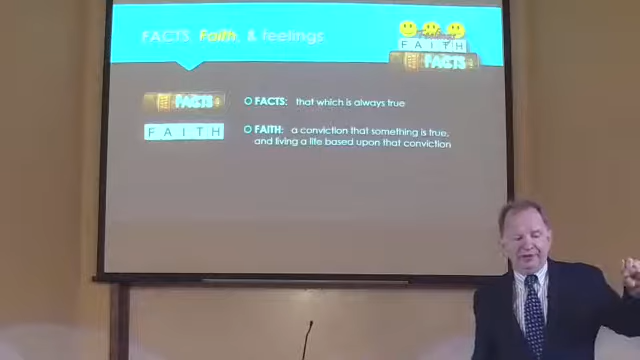 FACTS, Faith, & feelings
FAITH
FACTS
FACTS
FACTS: that which is always true
FAITH
FAITH: a conviction that something is true,
and living a life based upon that conviction